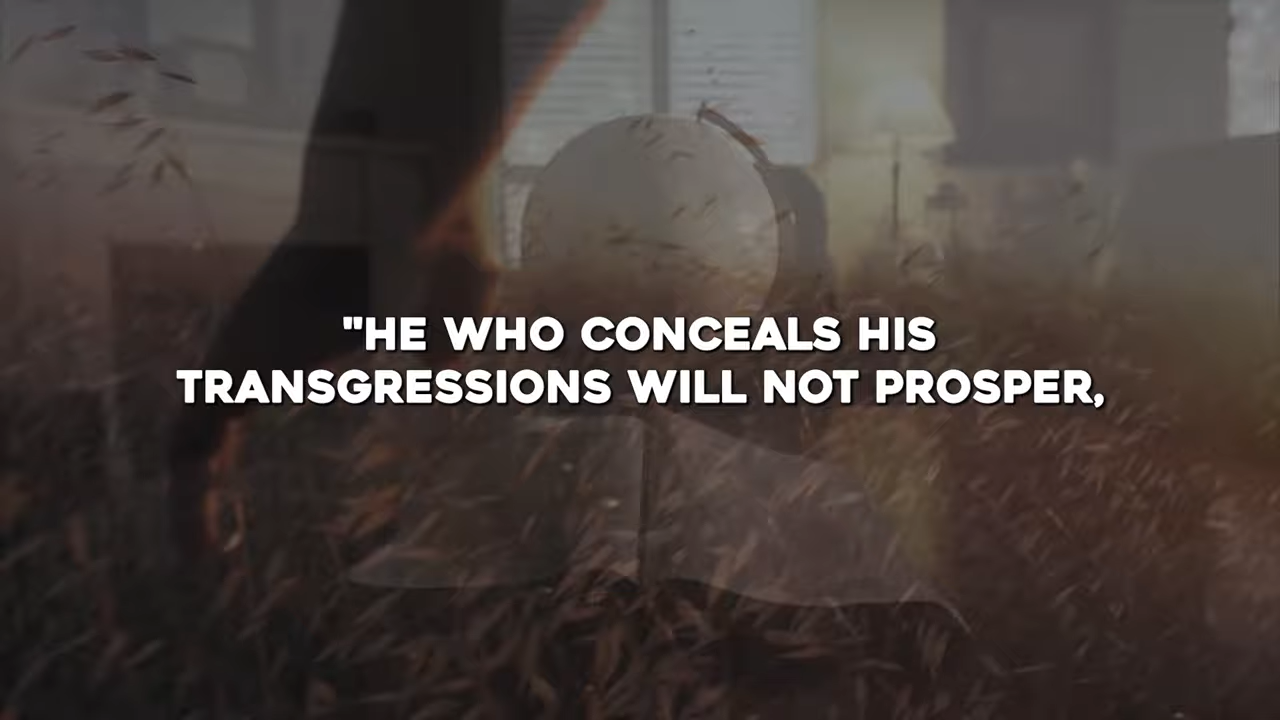 "HE WHO CONCEALS HIS
TRANSGRESSIONS WILL NOT PROSPER,